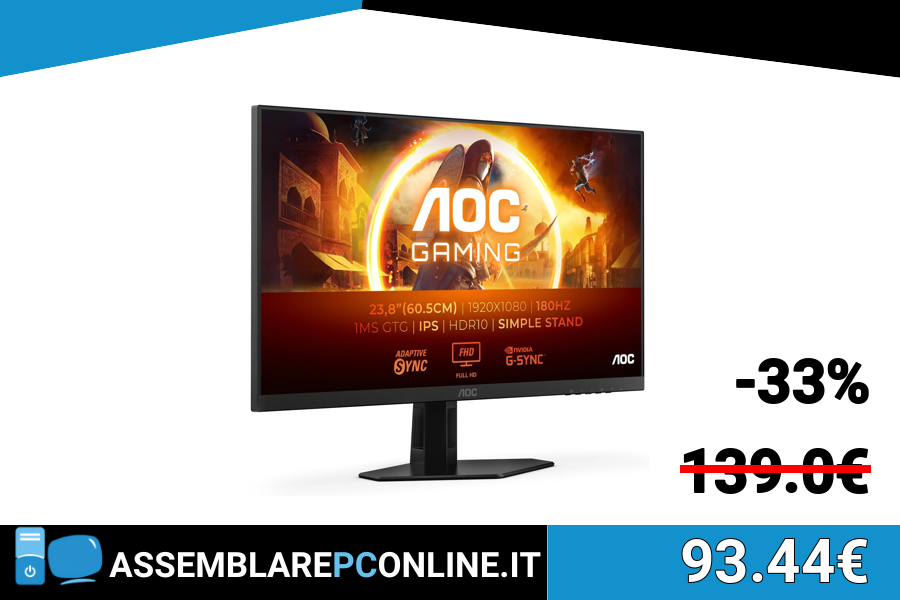 AOC
GAMING
23,8"(60.5CM) | 1920X1080 | 180HZ
1MS GTG | IPS | HDR10 | SIMPLE STAND
ADAPTIVE
SYNC
FHD
FULL HD
NVIDIA
G-SYNC
AOC
AOC
-33%
139.0€
ASSEMBLAREPCONLINE.IT
93.44€